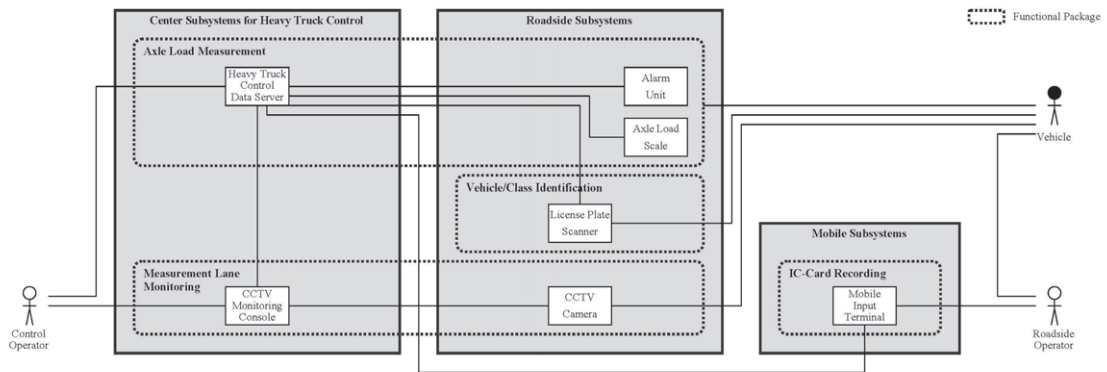 Center Subsystems for Heavy Truck Control
Roadside Subsystems
Functional Package
Axle Load Measurement
Heavy Truck
Control
Data Server
Alarm
Unit
Axle Load
Scale
Vehicle
Vehicle/Class Identification
License Plate
Scanner
Mobile Subsystems
Measurement Lane
Monitoring
IC-Card Recording
CCTV
Monitoring
Console
CCTV
Camera
Mobile
Input
Terminal
Control
Operator
Roadside
Operator